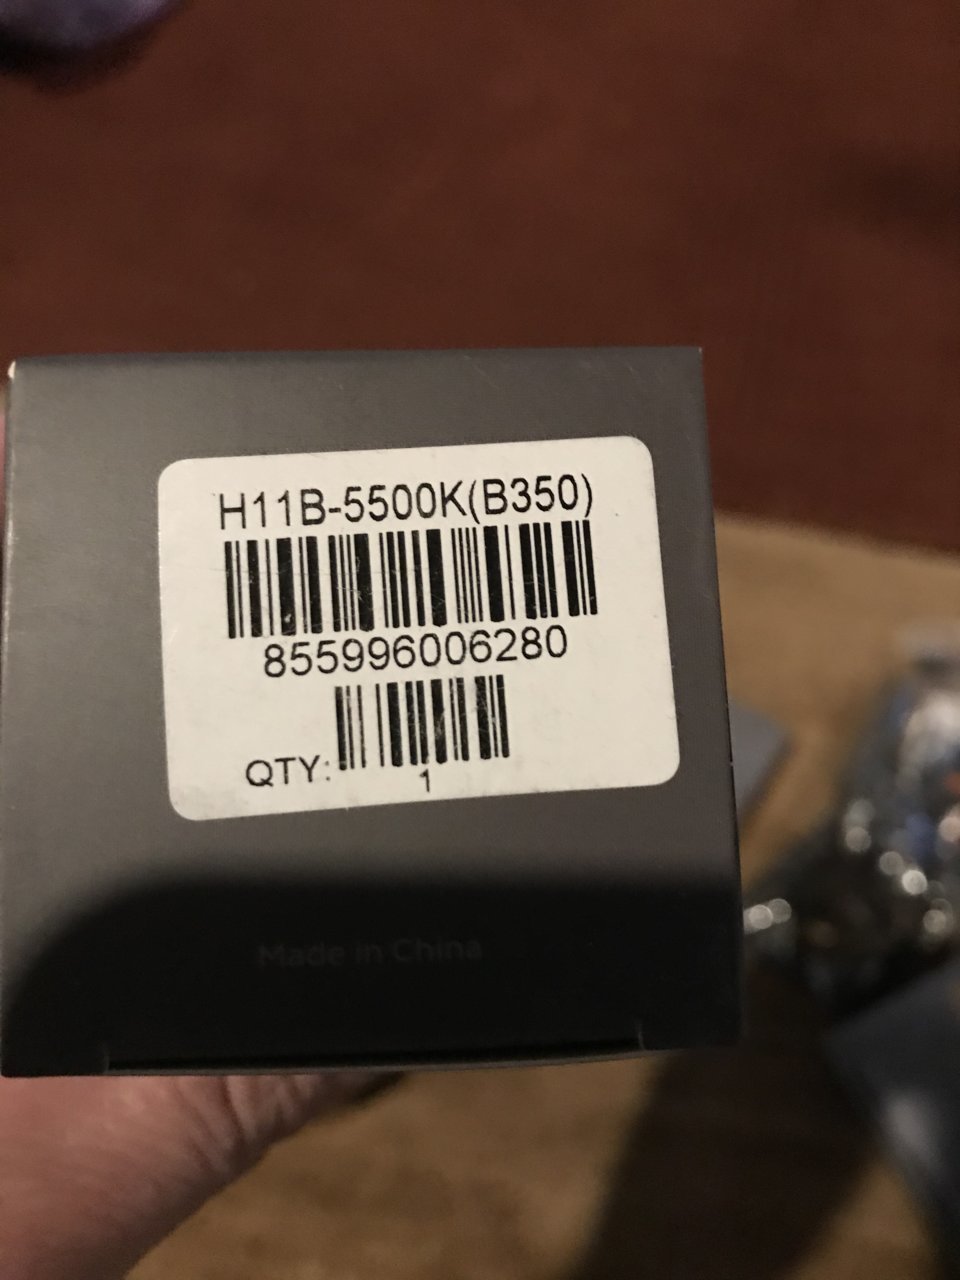 H11B-5500K(B350)
855996006280
QTY:
1
Made in China